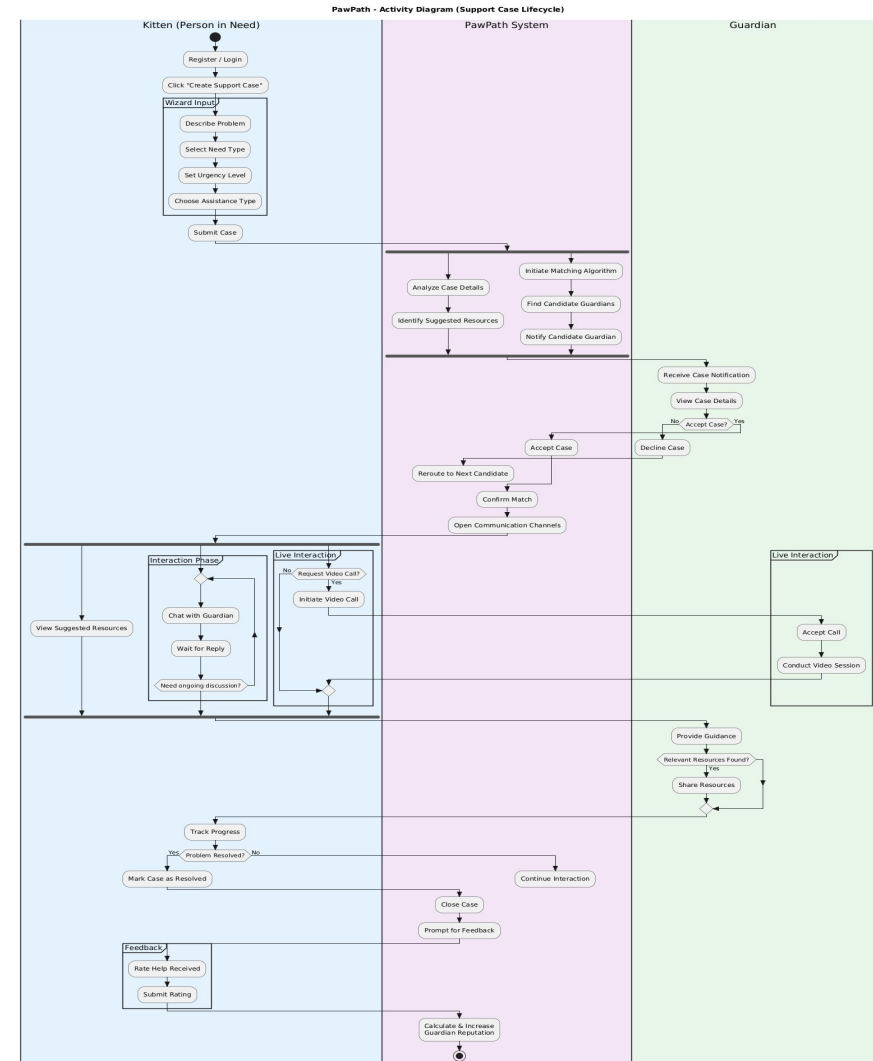 PawPath - Activity Diagram (Support Case Lifecycle)
Kitten (Person in Need)
PawPath System
Guardian
Register / Login
Click "Create Support Case"
Wizard Input
Describe Problem
Select Need Type
Set Urgency Level
Choose Assistance Type
Submit Case
Initiate Matching Algorithm
Analyze Case Details
Find Candidate Guardians
Identify Suggested Resources
Notify Candidate Guardian
Receive Case Notification
View Case Details
No
Accept Case?
Yes
Accept Case
Decline Case
Reroute to Next Candidate
Confirm Match
Open Communication Channels
Interaction Phase
Live Interaction
Live Interaction
No
Request Video Call?
Yes
Initiate Video Call
Chat with Guardian
View Suggested Resources
Accept Call
Wait for Reply
Conduct Video Session
Need ongoing discussion?
Provide Guidance
Relevant Resources Found?
Yes
Share Resources
Track Progress
Yes
Problem Resolved?
No
Mark Case as Resolved
Continue Interaction
Close Case
Prompt for Feedback
Feedback
Rate Help Received
Submit Rating
Calculate & Increase
Guardian Reputation